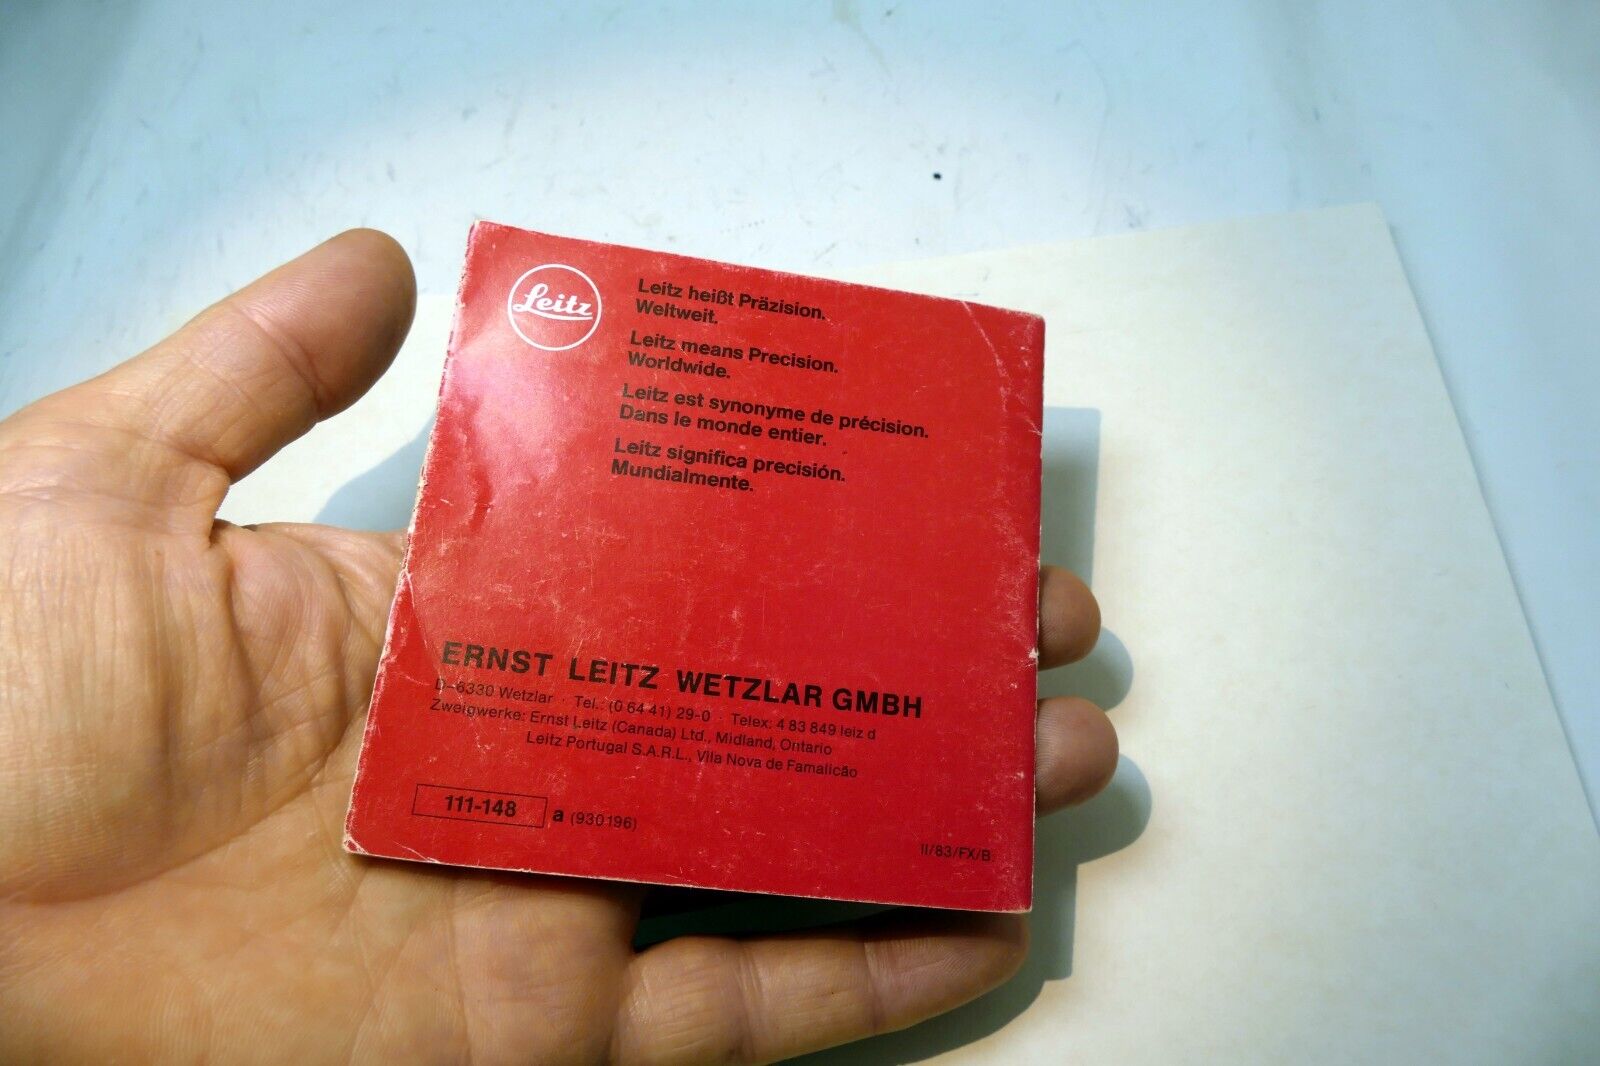 Leitz
Leitz heißt Präzision.
Weltweit.
Leitz means Precision.
Worldwide.
Leitz est synonyme de précision.
Dans le monde entier.
Leitz significa precisión.
Mundialmente.
ERNST LEITZ WETZLAR GMBH
D-6330 Wetzlar · Tel.: (0 64 41) 29-0 · Telex: 4 83 849 leiz d
Zweigwerke: Ernst Leitz (Canada) Ltd., Midland, Ontario
Leitz Portugal S.A.R.L., Vila Nova de Famalicão
111-148 a (930196)
II/83/FX/B.